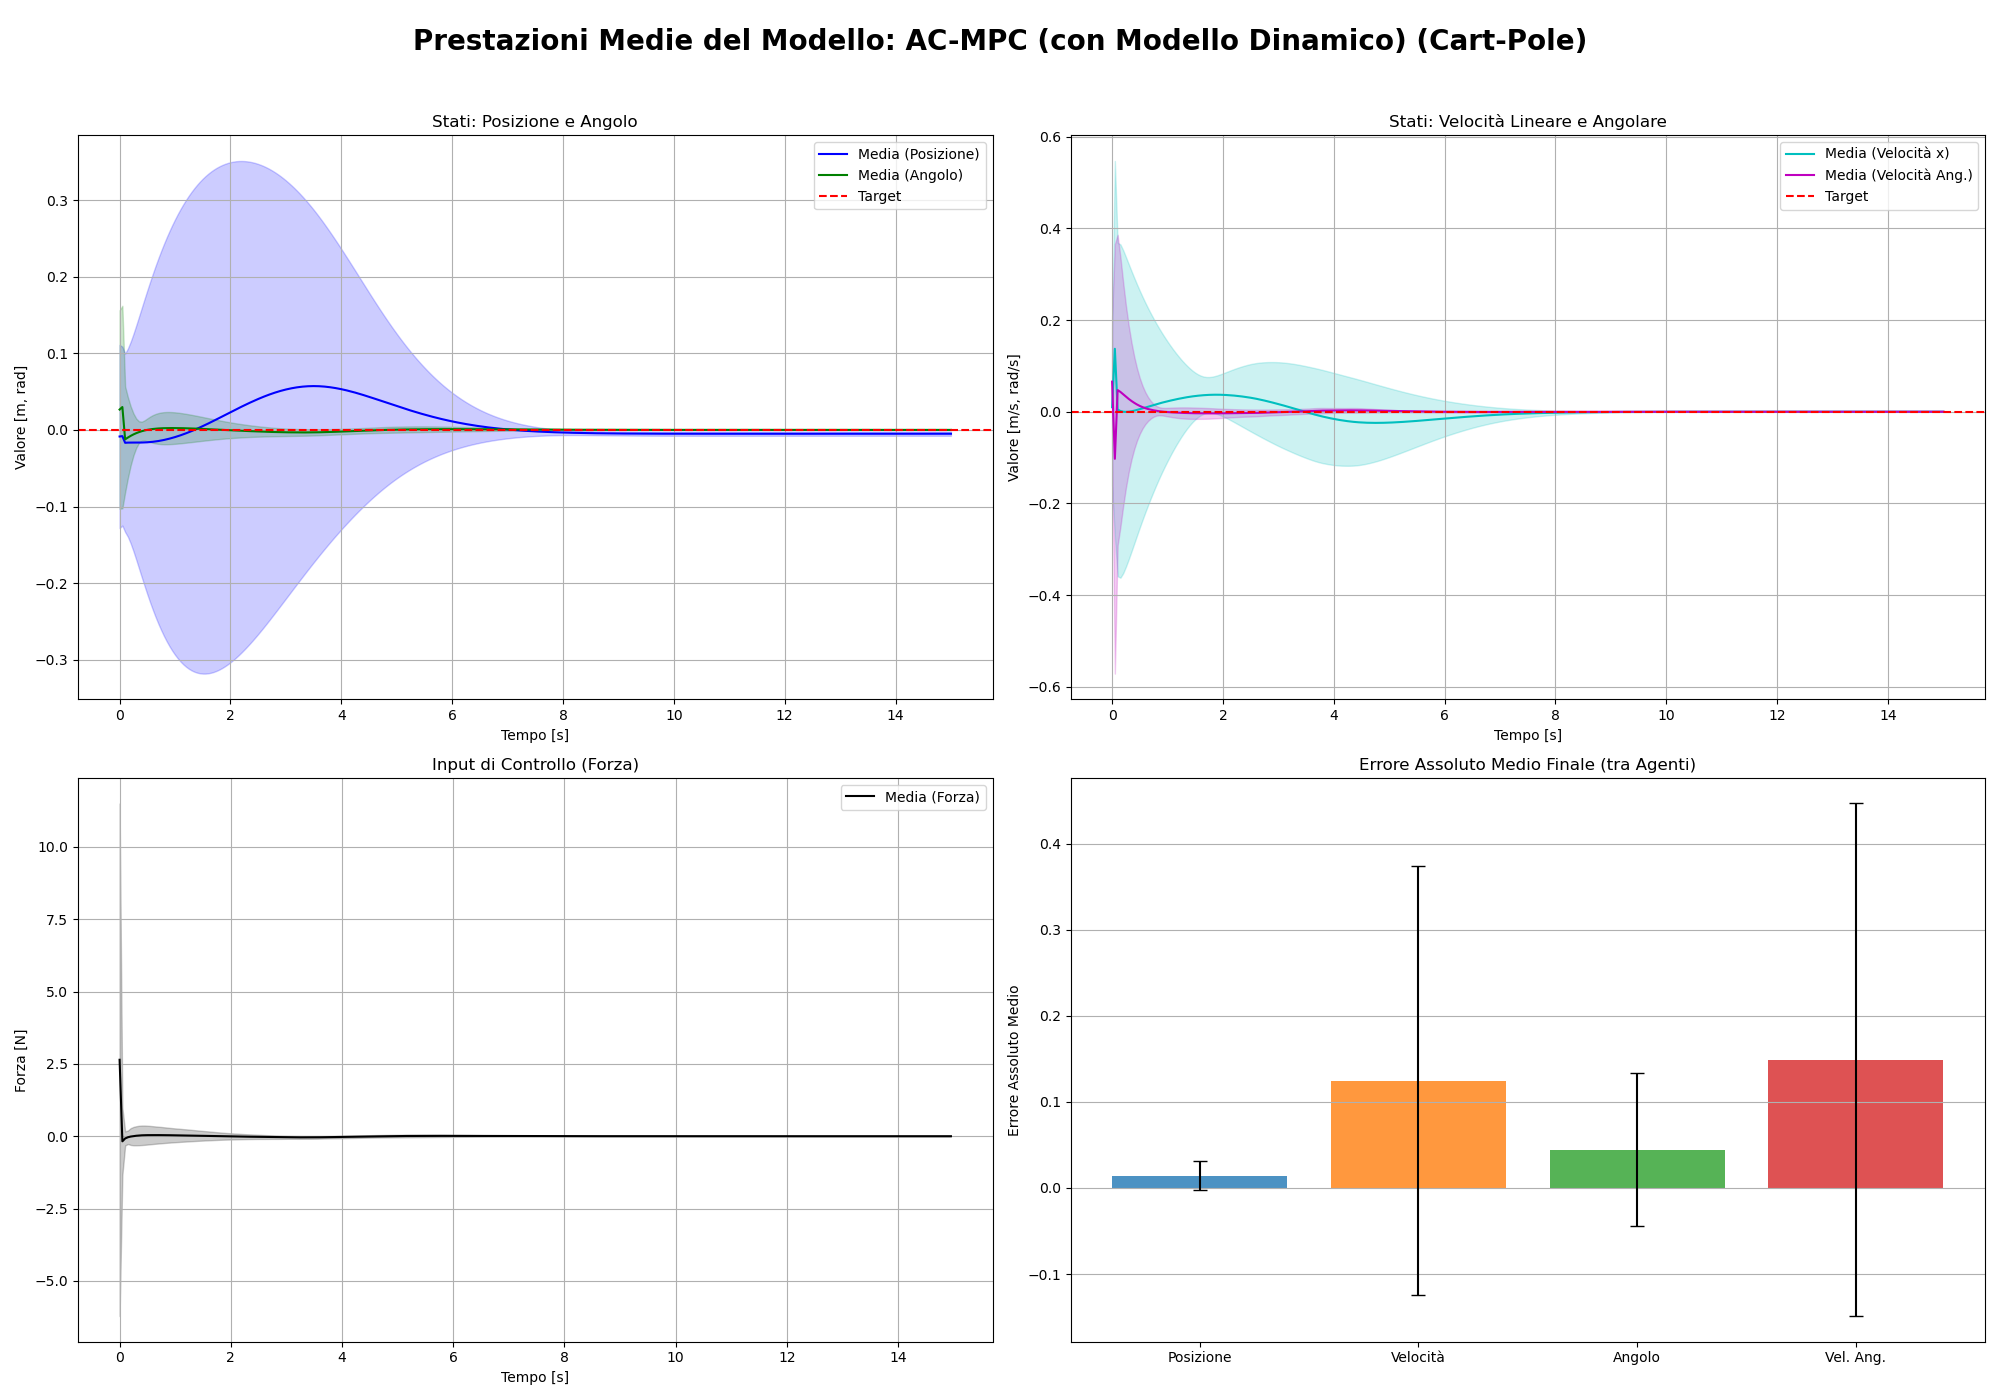 Prestazioni Medie del Modello: AC-MPC (con Modello Dinamico) (Cart-Pole)
Stati: Posizione e Angolo
Media (Posizione)
Media (Angolo)
Target
0.3
0.2
0.1
0.0
−0.1
−0.2
−0.3
Valore [m, rad]
0
2
4
6
8
10
12
14
Tempo [s]
Stati: Velocità Lineare e Angolare
Media (Velocità x)
Media (Velocità Ang.)
Target
0.6
0.4
0.2
0.0
−0.2
−0.4
−0.6
Valore [m/s, rad/s]
0
2
4
6
8
10
12
14
Tempo [s]
Input di Controllo (Forza)
Media (Forza)
10.0
7.5
5.0
2.5
0.0
−2.5
−5.0
Forza [N]
0
2
4
6
8
10
12
14
Tempo [s]
Errore Assoluto Medio Finale (tra Agenti)
0.4
0.3
0.2
0.1
0.0
−0.1
Errore Assoluto Medio
Posizione
Velocità
Angolo
Vel. Ang.